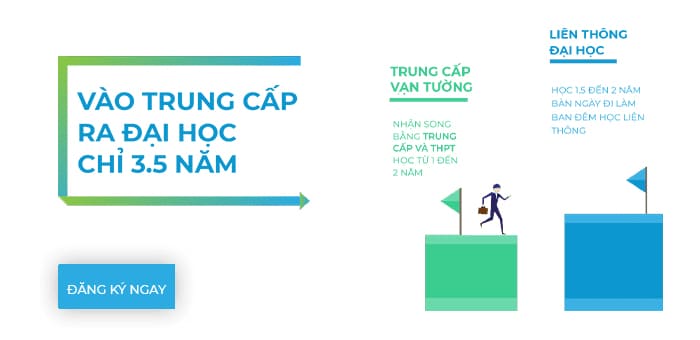 VÀO TRUNG CẤP
RA ĐẠI HỌC
CHỈ 3.5 NĂM
ĐĂNG KÝ NGAY
TRUNG CẤP
VẠN TƯỜNG
NHẬN SONG
BẰNG TRUNG
CẤP VÀ THPT
HỌC TỪ 1 ĐẾN
2 NĂM
LIÊN THÔNG
ĐẠI HỌC
HỌC 1.5 ĐẾN 2 NĂM
BÀN NGÀY ĐI LÀM
BAN ĐÊM HỌC LIÊN
THÔNG